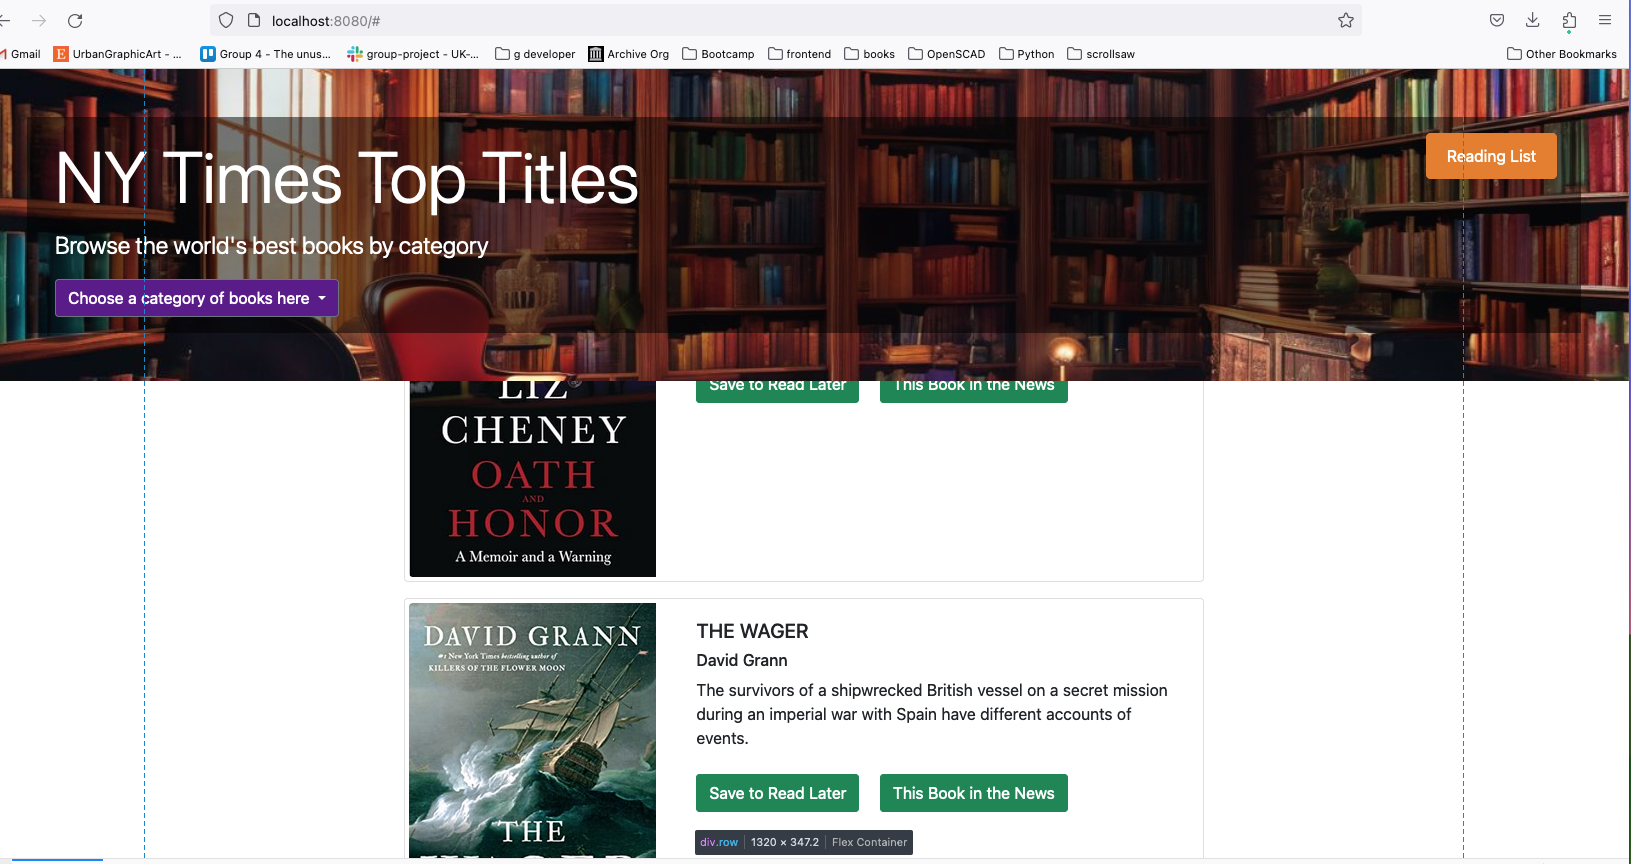 localhost:8080/#
Gmail
UrbanGraphicArt - ...
Group 4 - The unus...
group-project - UK-...
g developer
Archive Org
Bootcamp
frontend
books
OpenSCAD
Python
scrollsaw
Other Bookmarks
NY Times Top Titles
Reading List
Browse the world's best books by category
Choose a category of books here
Save to Read Later
This Book in the News
LIZ
CHENEY
OATH
AND
HONOR
A Memoir and a Warning
DAVID GRANN
#1 New York Times bestselling author of
KILLERS OF THE FLOWER MOON
THE
WAGER
THE WAGER
David Grann
The survivors of a shipwrecked British vessel on a secret mission
during an imperial war with Spain have different accounts of
events.
Save to Read Later
This Book in the News
div.row
1320 × 347.2
Flex Container